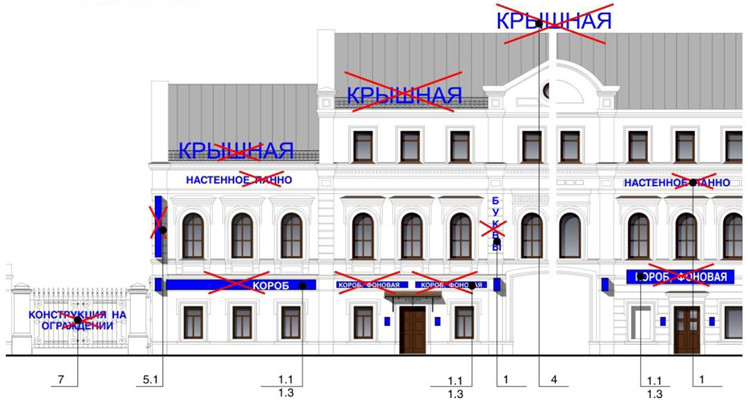 КРЫШНАЯ
КРЫШНАЯ
КРЫШНАЯ
НАСТЕННОЕ ПАННО
НАСТЕННОЕ ПАННО
БУКВЫ
КОРОБ
КОРОБ ФОНОВАЯ
КОРОБ ФОНОВАЯ
КОРОБ ФОНОВАЯ
КОНСТРУКЦИЯ НА
ОГРАЖДЕНИИ
7 5.1 1.1 1.1 1 4 1.1 1
1.3 1.3 1.3